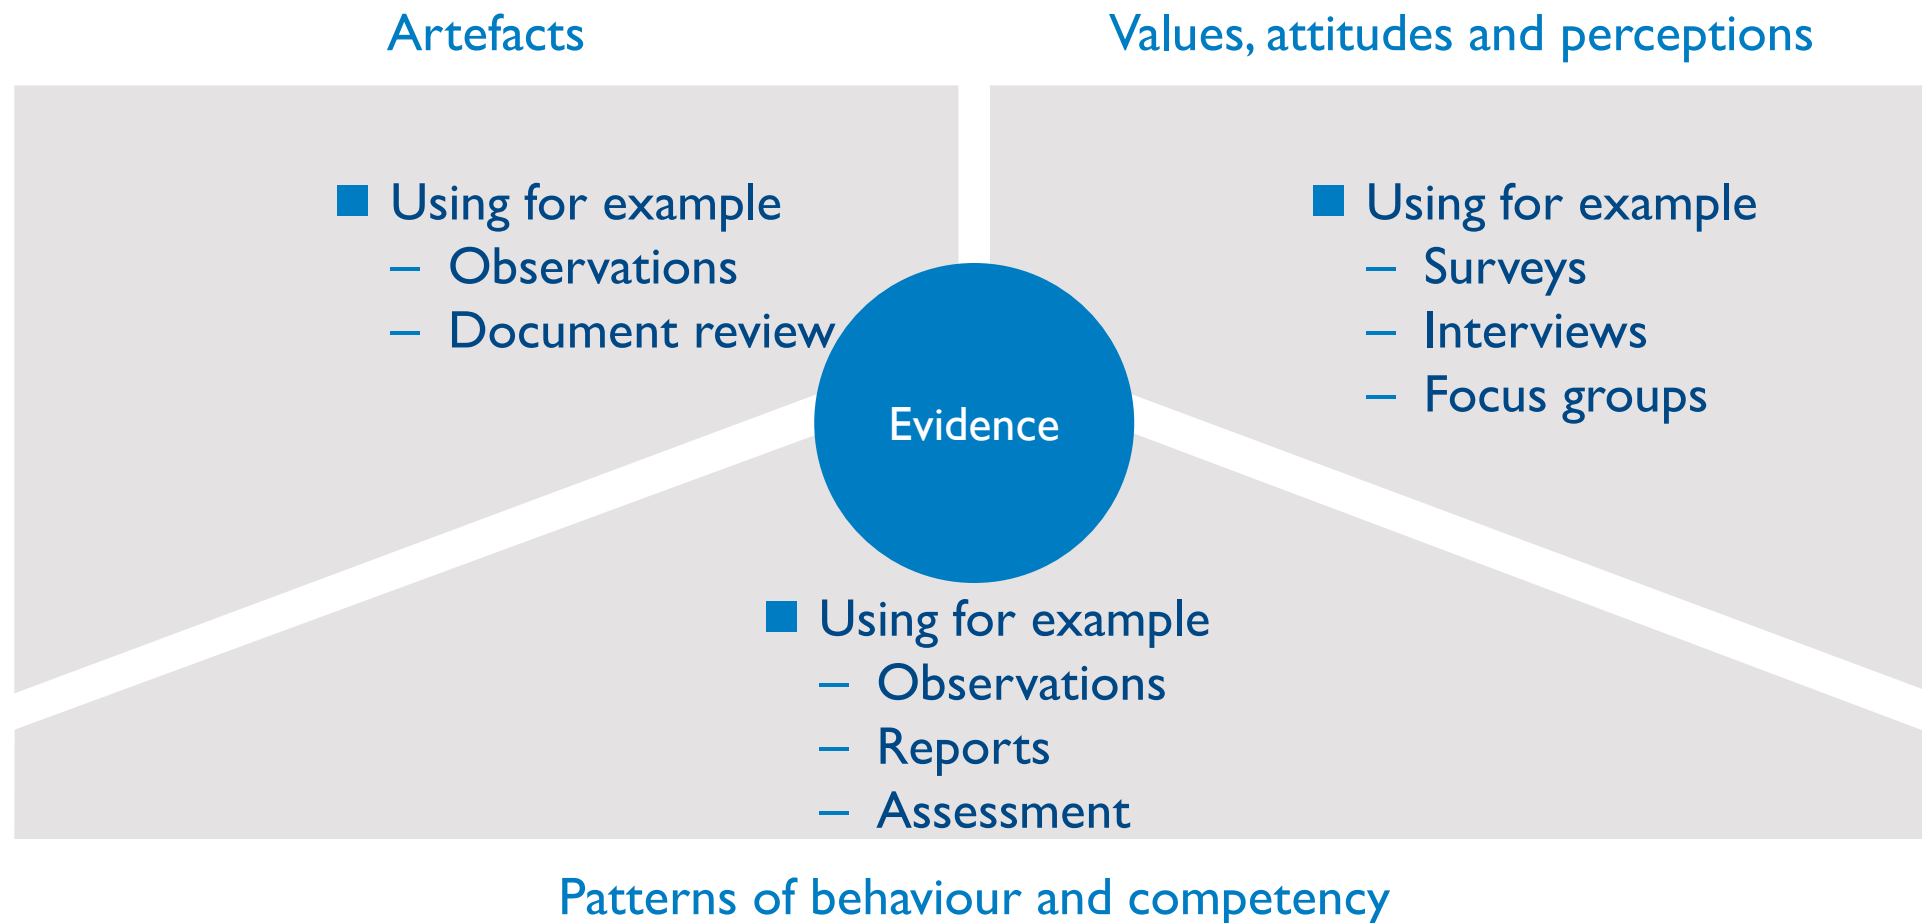 Artefacts
Values, attitudes and perceptions
■ Using for example
– Observations
– Document review
■ Using for example
– Surveys
– Interviews
– Focus groups
Evidence
■ Using for example
– Observations
– Reports
– Assessment
Patterns of behaviour and competency